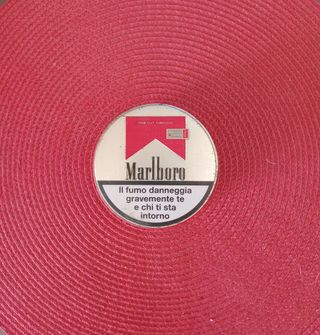 Marlboro
Il fumo danneggia
gravemente te
e chi ti sta
intorno